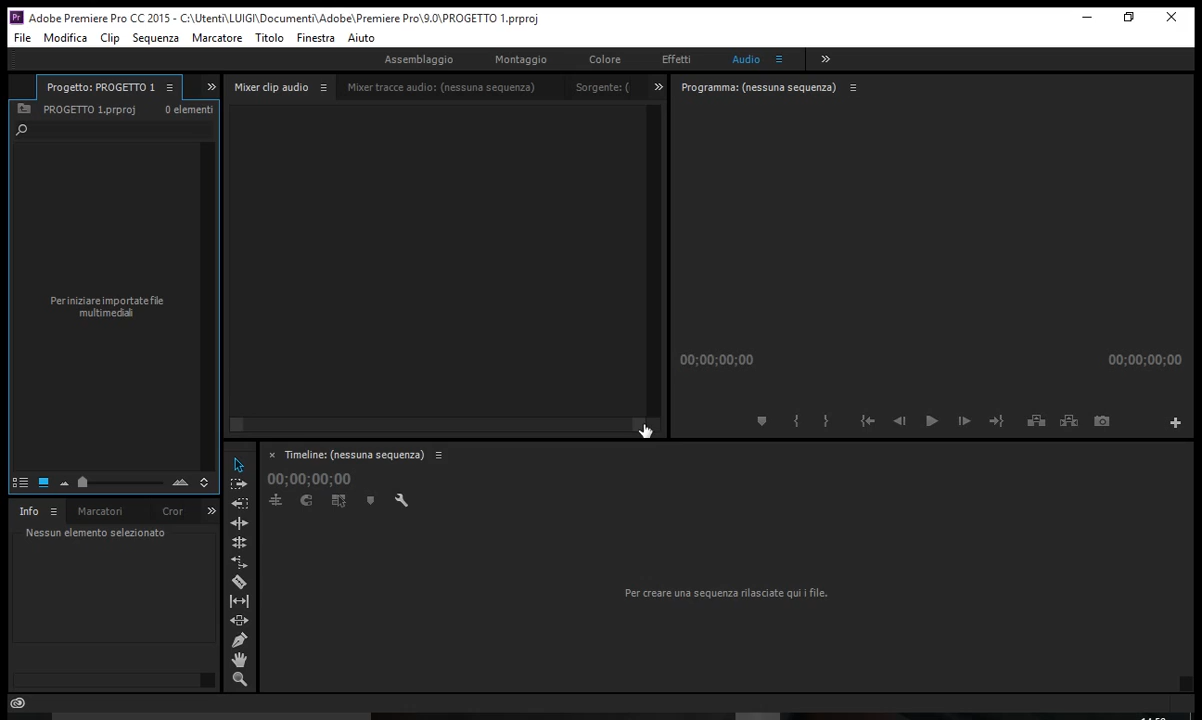 Adobe Premiere Pro CC 2015 - C:\Utenti\LUIGI\Documenti\Adobe\Premiere Pro\9.0\PROGETTO 1.prproj
File Modifica Clip Sequenza Marcatore Titolo Finestra Aiuto
Assemblaggio Montaggio Colore Effetti Audio
Progetto: PROGETTO 1
PROGETTO 1.prproj 0 elementi
Per iniziare importate file
multimediali
Mixer clip audio Mixer tracce audio: (nessuna sequenza) Sorgente: (
Programma: (nessuna sequenza)
00;00;00;00 00;00;00;00
Info Marcatori Cror
Nessun elemento selezionato
Timeline: (nessuna sequenza)
00;00;00;00
Per creare una sequenza rilasciate qui i file.